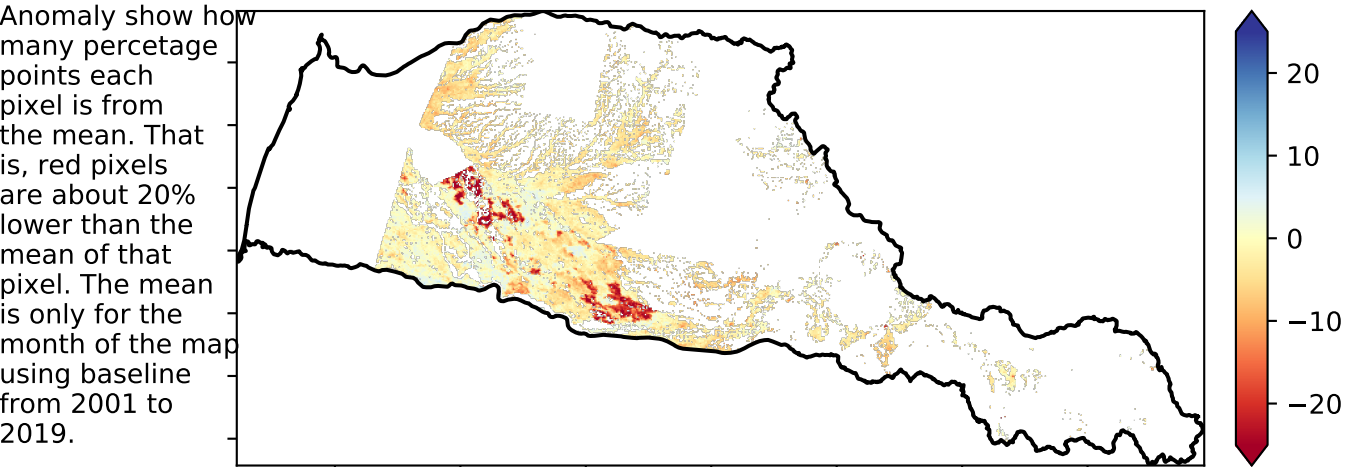 Anomaly show how
many percetage
points each
pixel is from
the mean. That
is, red pixels
are about 20%
lower than the
mean of that
pixel. The mean
is only for the
month of the map
using baseline
from 2001 to
2019.
20
10
0
−10
−20